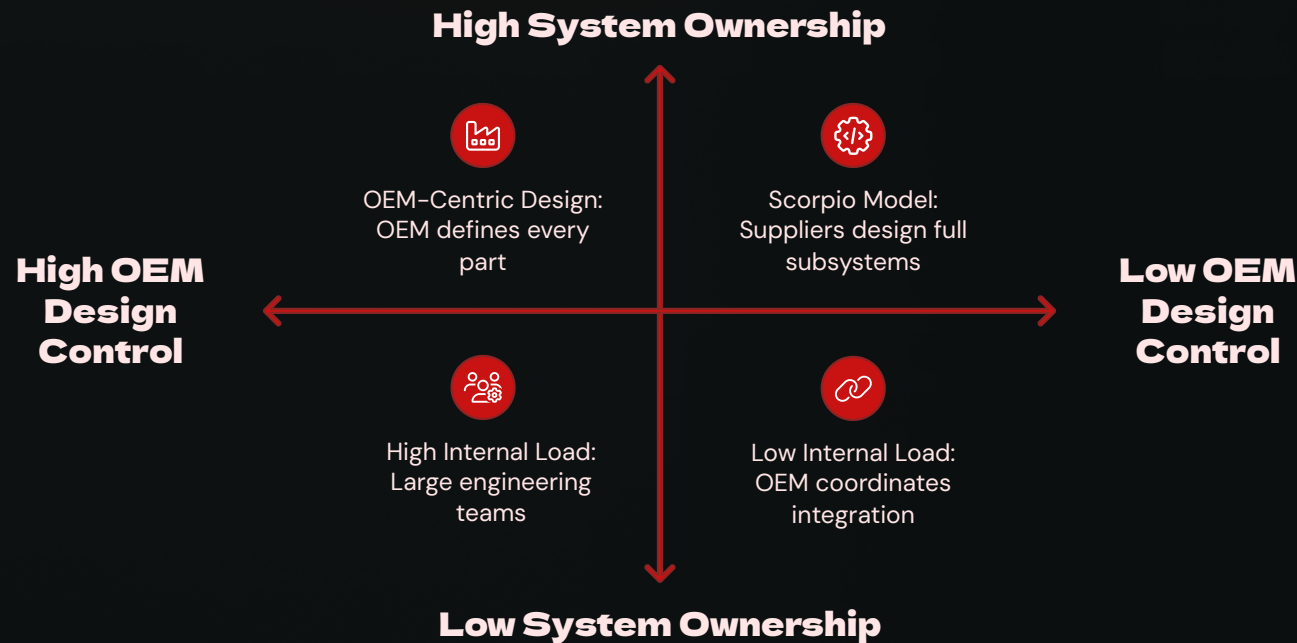 High System Ownership
OEM-Centric Design:
OEM defines every
part
Scorpio Model:
Suppliers design full
subsystems
High OEM
Design
Control
Low OEM
Design
Control
High Internal Load:
Large engineering
teams
Low Internal Load:
OEM coordinates
integration
Low System Ownership